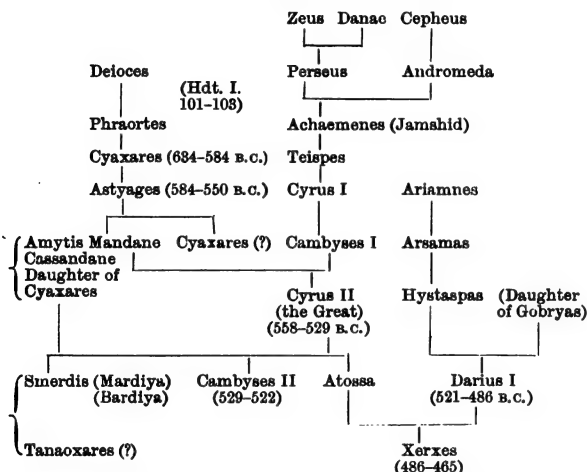 Zeus Danae Cepheus
Deioces Perseus Andromeda
(Hdt. I.
101–103)
Phraortes Achaemenes (Jamshid)
Cyaxares (634–584 B.C.) Teispes
Astyages (584–550 B.C.) Cyrus I Ariamnes
Amytis Mandane Cyaxares (?) Cambyses I Arsamas
Cassandane
Daughter of
Cyaxares
Cyrus II
(the Great)
(558–529 B.C.)
Hystaspas (Daughter
of Gobryas)
Smerdis (Mardiya)
(Bardiya)
Cambyses II
(529–522)
Atossa
Darius I
(521–486 B.C.)
Tanaoxares (?)
Xerxes
(486–465)